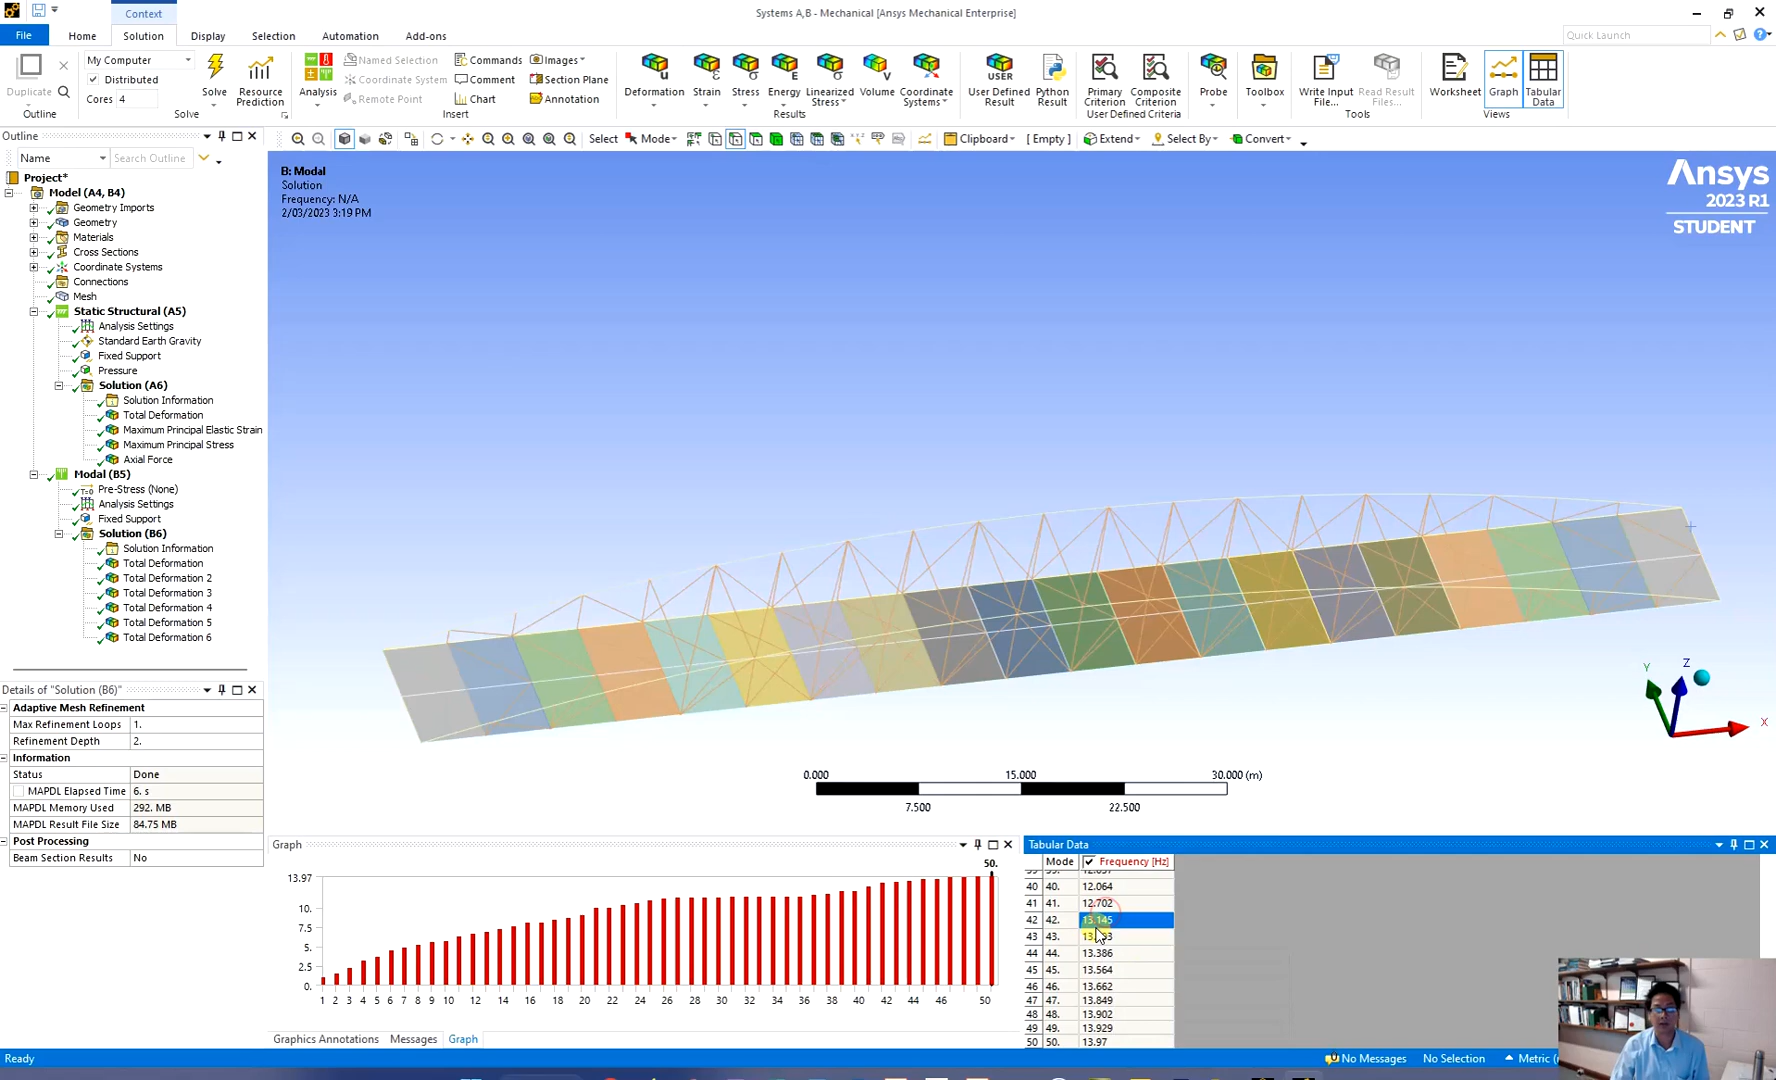 Context
Systems A,B - Mechanical [Ansys Mechanical Enterprise]
File
Home
Solution
Display
Selection
Automation
Add-ons
Quick Launch
Duplicate
Outline
My Computer
Distributed
Cores 4
Solve
Resource Prediction
Solve
Analysis
Named Selection
Coordinate System
Remote Point
Commands
Comment
Chart
Images
Section Plane
Annotation
Insert
Deformation
Strain
Stress
Energy
Linearized Stress
Volume
Coordinate Systems
Results
USER
User Defined Result
Python Result
Primary Criterion
Composite Criterion
User Defined Criteria
Probe
Toolbox
Write Input File...
Read Result Files...
Tools
Worksheet
Graph
Tabular Data
Views
Outline
Select
Mode
Clipboard
[ Empty ]
Extend
Select By
Convert
Name
Search Outline
Project*
Model (A4, B4)
Geometry Imports
Geometry
Materials
Cross Sections
Coordinate Systems
Connections
Mesh
Static Structural (A5)
Analysis Settings
Standard Earth Gravity
Fixed Support
Pressure
Solution (A6)
Solution Information
Total Deformation
Maximum Principal Elastic Strain
Maximum Principal Stress
Axial Force
Modal (B5)
Pre-Stress (None)
Analysis Settings
Fixed Support
Solution (B6)
Solution Information
Total Deformation
Total Deformation 2
Total Deformation 3
Total Deformation 4
Total Deformation 5
Total Deformation 6
Details of "Solution (B6)"
Adaptive Mesh Refinement
Max Refinement Loops 1.
Refinement Depth 2.
Information
Status Done
MAPDL Elapsed Time 6. s
MAPDL Memory Used 292. MB
MAPDL Result File Size 84.75 MB
Post Processing
Beam Section Results No
B: Modal
Solution
Frequency: N/A
2/03/2023 3:19 PM
Ansys
2023 R1
STUDENT
Y
Z
X
0.000 15.000 30.000 (m)
7.500 22.500
Graph
50.
13.97
10.
7.5
5.
2.5
0.
1 2 3 4 5 6 7 8 10 12 14 16 18 20 22 24 26 28 30 32 34 36 38 40 42 44 46 50
Graphics Annotations
Messages
Graph
Tabular Data
Mode Frequency [Hz]
40 40. 12.064
41 41. 12.702
42 42. 13.145
43 43.
44 44. 13.386
45 45. 13.564
46 46. 13.662
47 47. 13.849
48 48. 13.902
49 49. 13.929
50 50. 13.97
Ready
No Messages
No Selection
Metric